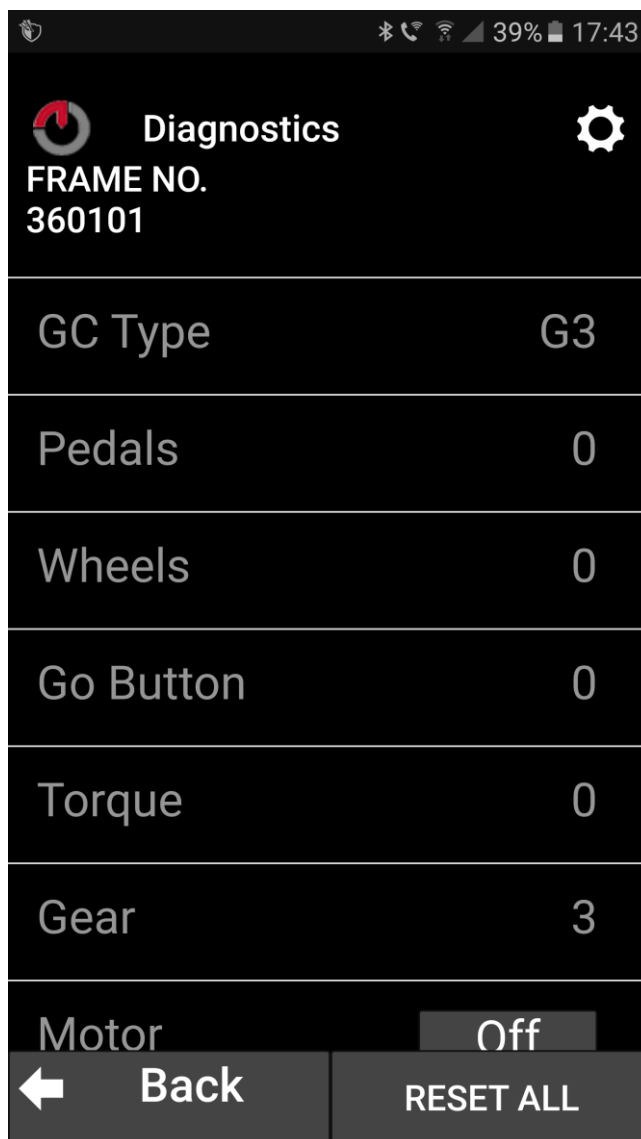 39% 17:43
Diagnostics
FRAME NO.
360101
GC Type G3
Pedals 0
Wheels 0
Go Button 0
Torque 0
Gear 3
Motor Off
Back RESET ALL